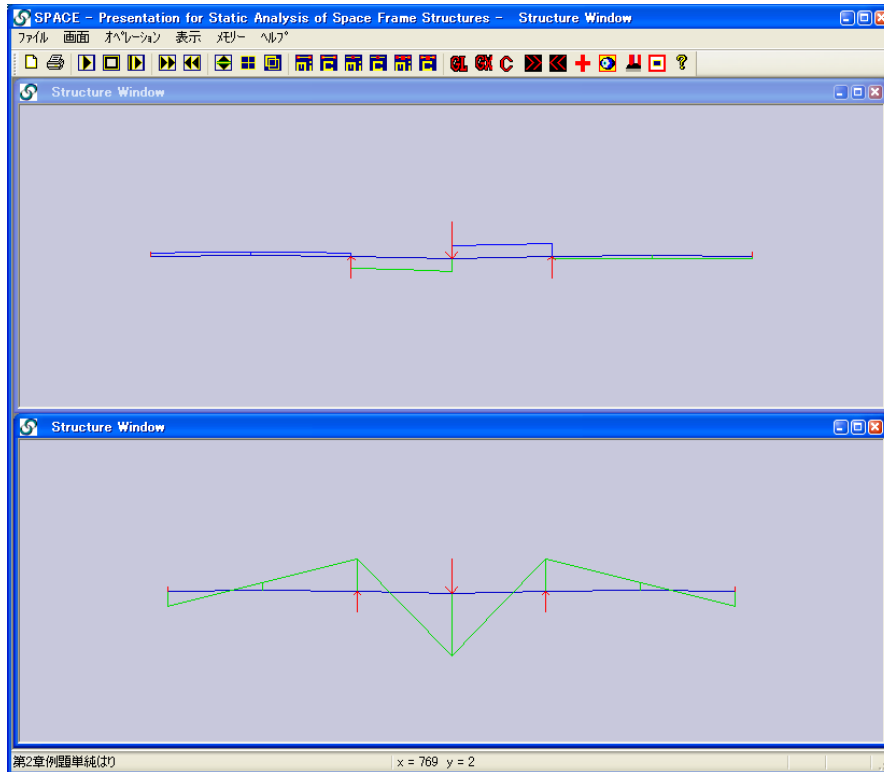 SPACE - Presentation for Static Analysis of Space Frame Structures - Structure Window
ファイル 画面 オペレーション 表示 メモリー ヘルプ
GL GX C
Structure Window
Structure Window
第2章例題単純はり
x = 769 y = 2